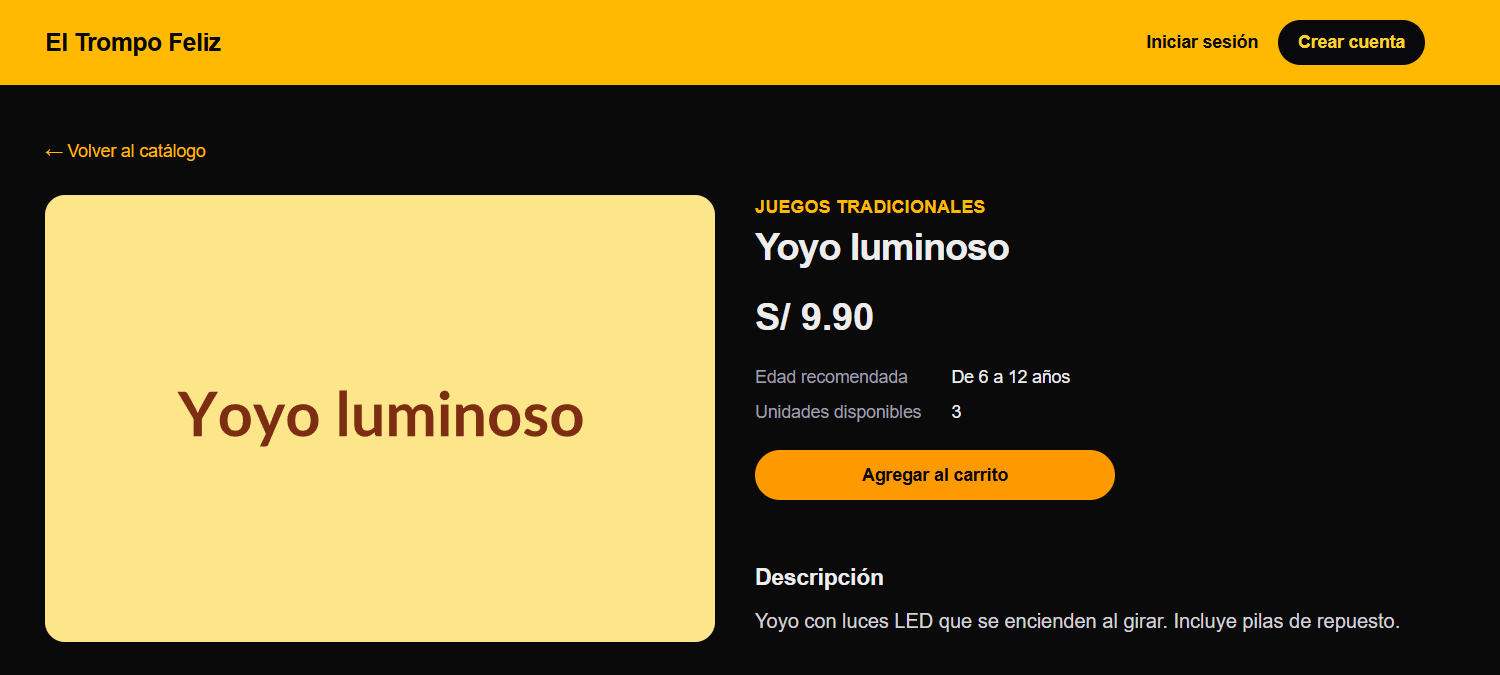 El Trompo Feliz
Iniciar sesión
Crear cuenta
← Volver al catálogo
Yoyo luminoso
JUEGOS TRADICIONALES
Yoyo luminoso
S/ 9.90
Edad recomendada De 6 a 12 años
Unidades disponibles 3
Agregar al carrito
Descripción
Yoyo con luces LED que se encienden al girar. Incluye pilas de repuesto.